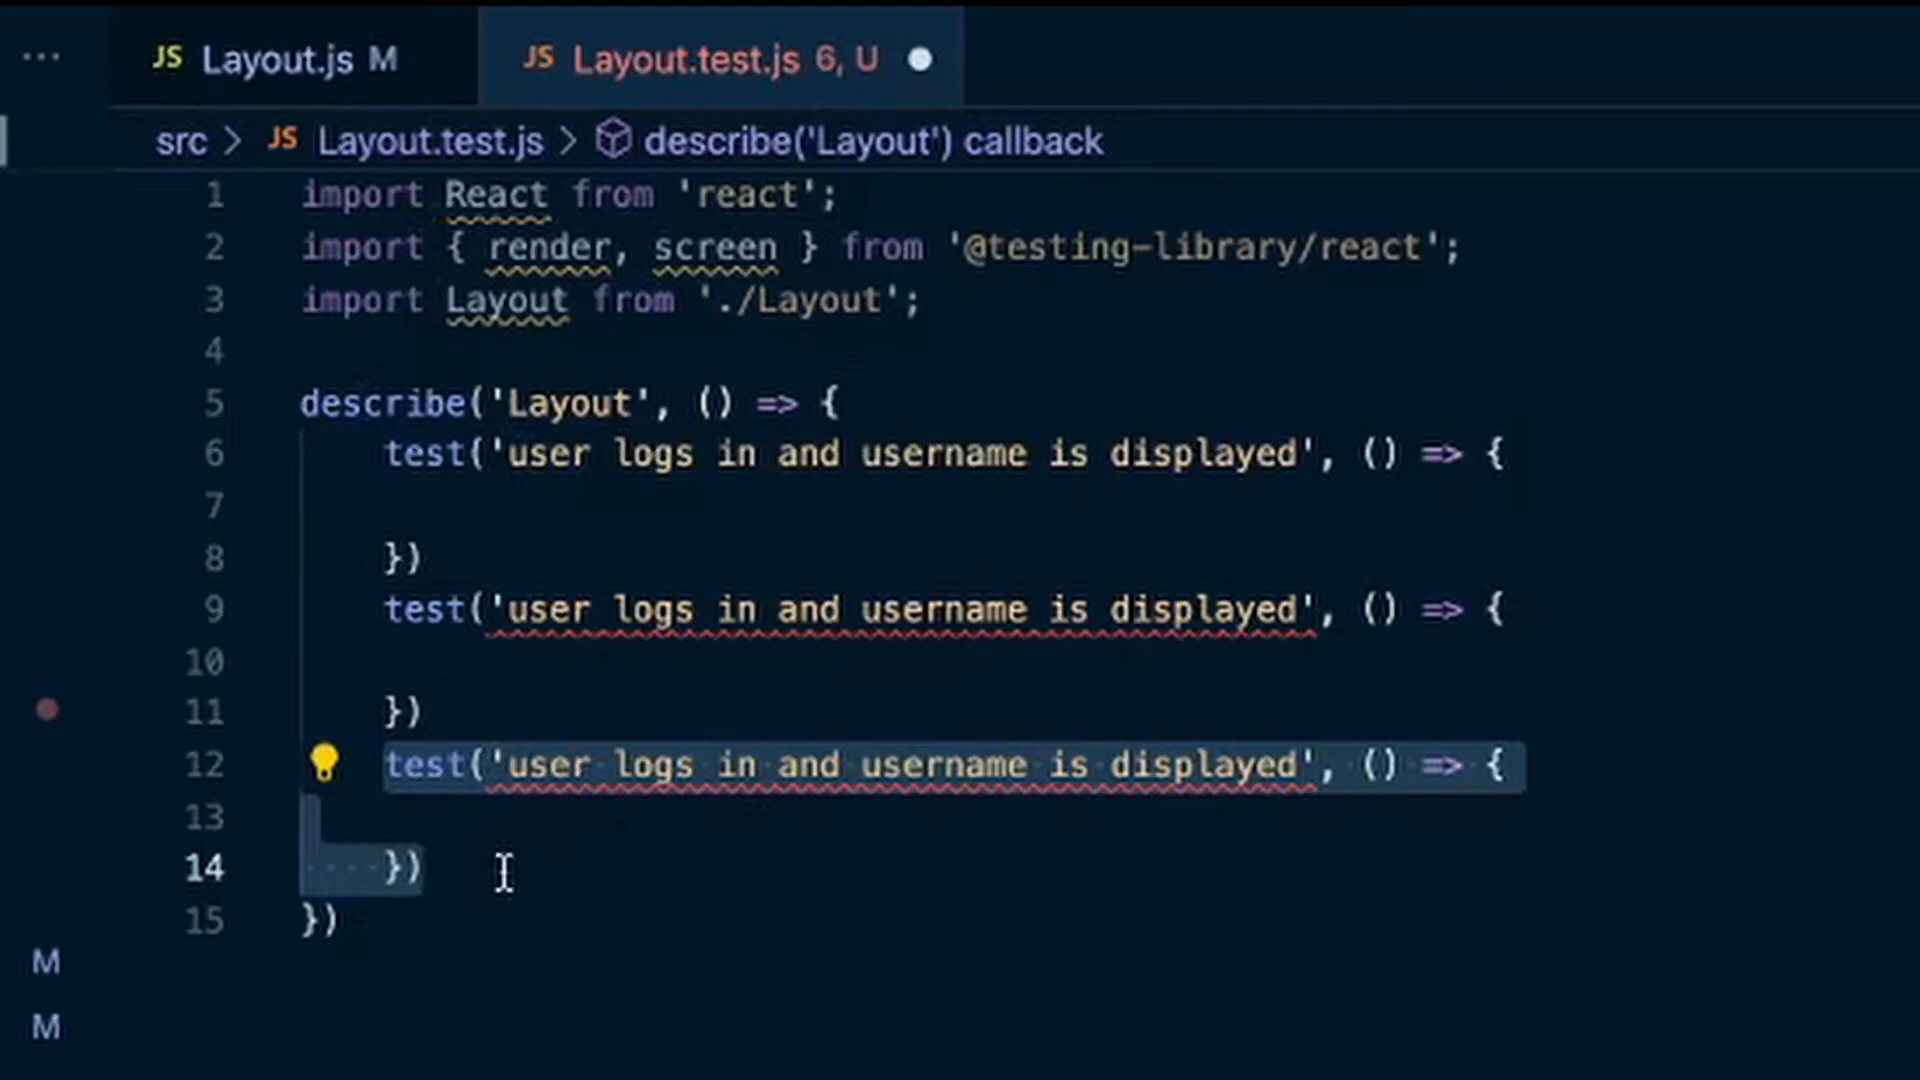 ... JS Layout.js M JS Layout.test.js 6, U
src > JS Layout.test.js > describe('Layout') callback
1 import React from 'react';
2 import { render, screen } from '@testing-library/react';
3 import Layout from './Layout';
4
5 describe('Layout', () => {
6 test('user logs in and username is displayed', () => {
7
8 })
9 test('user logs in and username is displayed', () => {
10
11 })
12 test('user logs in and username is displayed', () => {
13
14 })
15 })
M
M